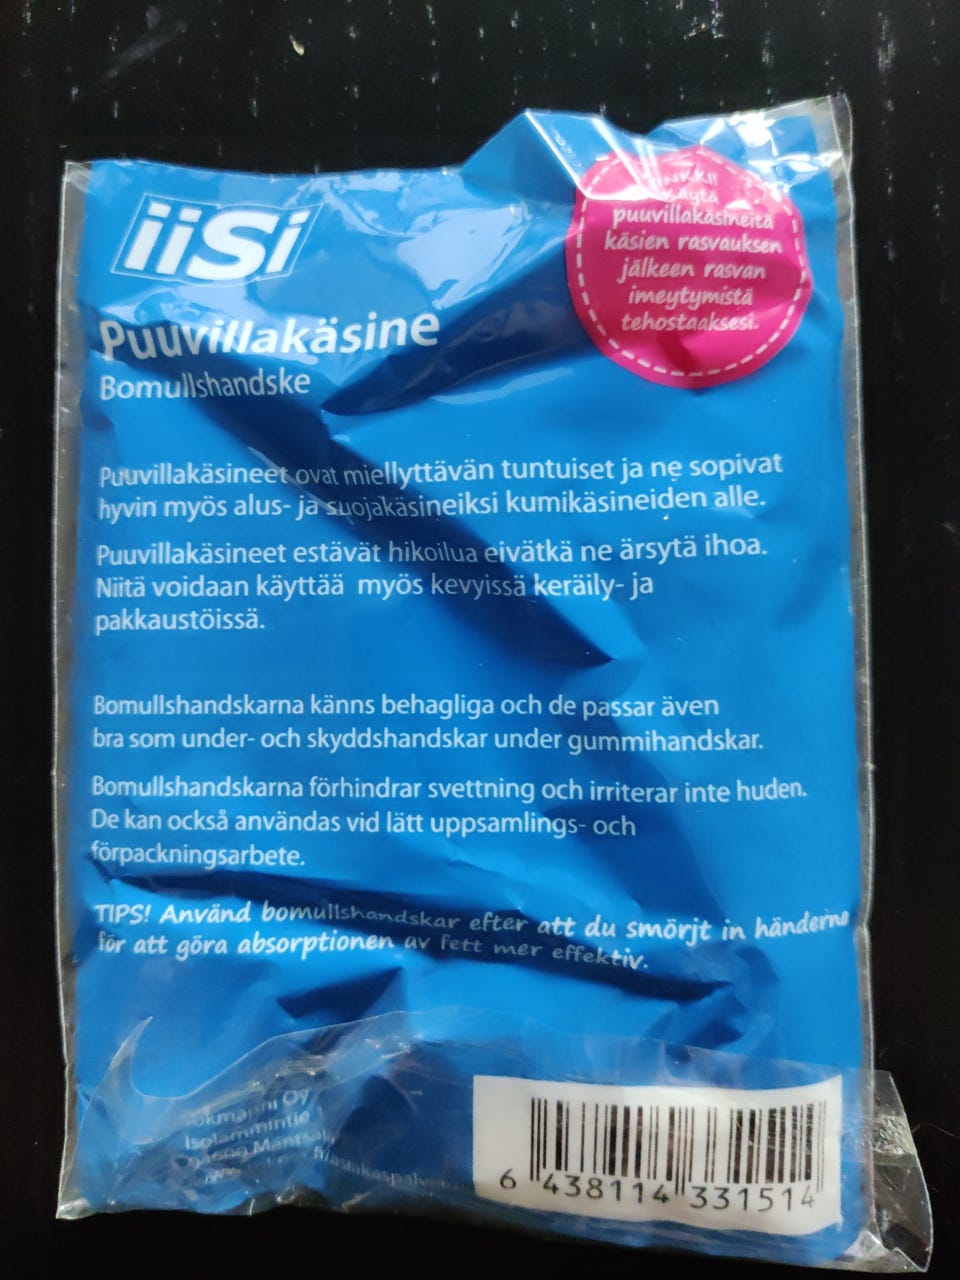 iiSi
Puuvillakäsine
Bomullshandske
käytä
puuvillakäsineitä
käsien rasvauksen
jälkeen rasvan
imeytymistä
tehostaaksesi.
Puuvillakäsineet ovat miellyttävän tuntuiset ja ne sopivat
hyvin myös alus- ja suojakäsineiksi kumikäsineiden alle.
Puuvillakäsineet estävät hikoilua eivätkä ne ärsytä ihoa.
Niitä voidaan käyttää myös kevyissä keräily- ja
pakkaustöissä.
Bomullshandskarna känns behagliga och de passar även
bra som under- och skyddshandskar under gummihandskar.
Bomullshandskarna förhindrar svettning och irriterar inte huden.
De kan också användas vid lätt uppsamlings- och
förpackningsarbete.
TIPS! Använd bomullshandskar efter att du smörjt in händerna
för att göra absorptionen av fett mer effektiv.
Oy
Isolammintie 1
6 438114 331514